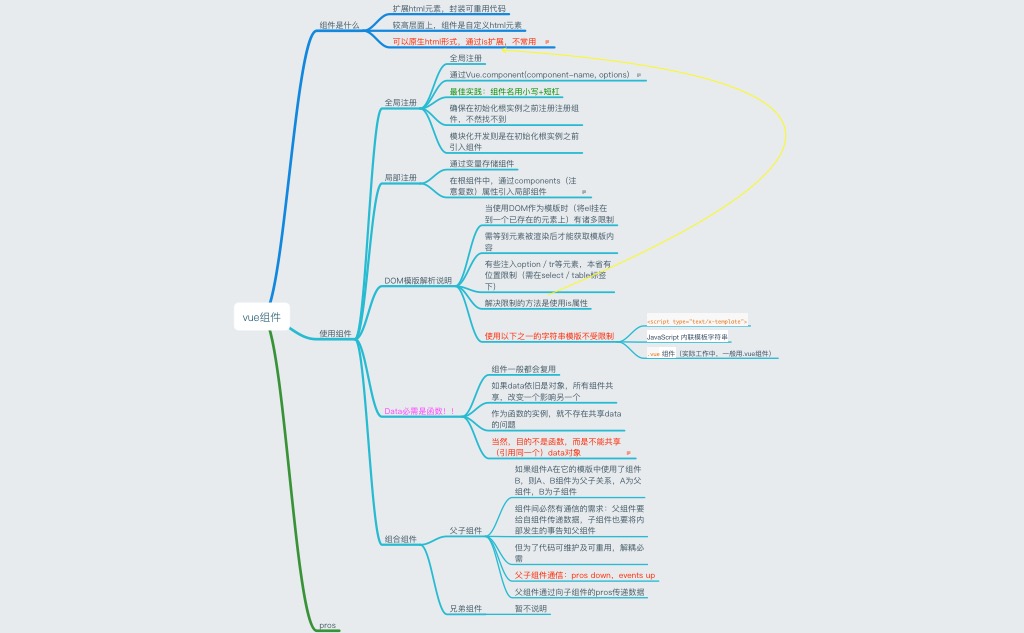 vue组件
组件是什么
扩展html元素，封装可重用代码
较高层面上，组件是自定义html元素
可以原生html形式，通过is扩展，不常用
使用组件
全局注册
全局注册
通过Vue.component(component-name, options)
最佳实践：组件名用小写+短杠
确保在初始化根实例之前注册注册组
件，不然找不到
模块化开发则是在初始化根实例之前
引入组件
局部注册
通过变量存储组件
在根组件中，通过components（注
意复数）属性引入局部组件
DOM模版解析说明
当使用DOM作为模版时（将el挂在
到一个已存在的元素上）有诸多限制
需等到元素被渲染后才能获取模版内
容
有些注入option / tr等元素，本省有
位置限制（需在select / table标签
下）
解决限制的方法是使用is属性
使用以下之一的字符串模版不受限制
<script type="text/x-template">
JavaScript 内联模板字符串
.vue 组件（实际工作中，一般用.vue组件）
Data必需是函数！！
组件一般都会复用
如果data依旧是对象，所有组件共
享，改变一个影响另一个
作为函数的实例，就不存在共享data
的问题
当然，目的不是函数，而是不能共享
（引用同一个）data对象
组合组件
父子组件
如果组件A在它的模版中使用了组件
B，则A、B组件为父子关系，A为父
组件，B为子组件
组件间必然有通信的需求：父组件要
给自组件传递数据，子组件也要将内
部发生的事告知父组件
但为了代码可维护及可重用，解耦必
需
父子组件通信：pros down，events up
父组件通过向子组件的pros传递数据
兄弟组件
暂不说明
pros